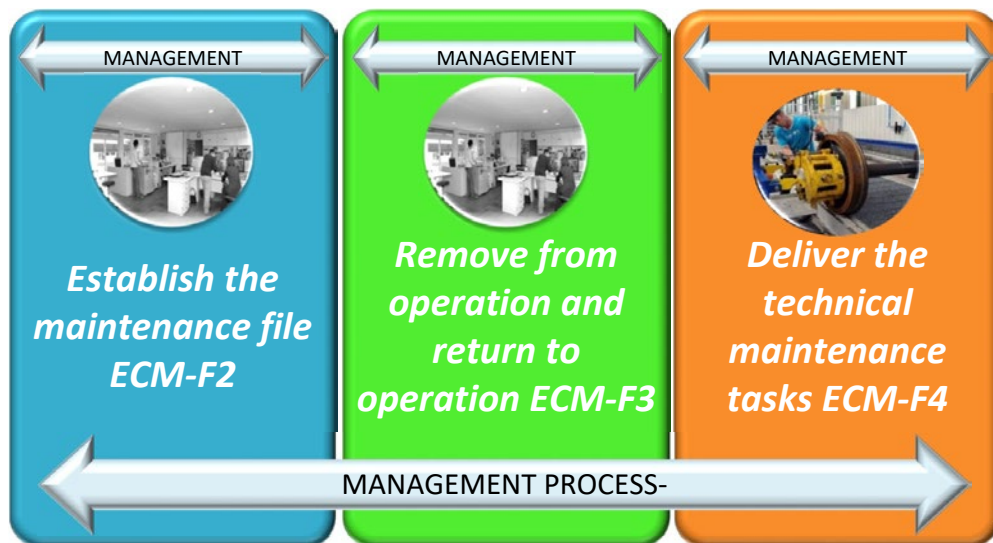 MANAGEMENT
MANAGEMENT
MANAGEMENT
Establish the
maintenance file
ECM-F2
Remove from
operation and
return to
operation ECM-F3
Deliver the
technical
maintenance
tasks ECM-F4
MANAGEMENT PROCESS-